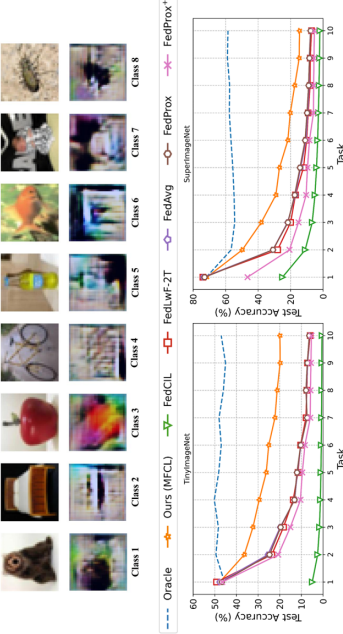 Class 1
Class 2
Class 3
Class 4
Class 5
Class 6
Class 7
Class 8
Oracle
Ours (MFCL)
FedCIL
FedLwF-2T
FedAvg
FedProx
FedProx⁺
TinyImageNet
Test Accuracy (%)
0
10
20
30
40
50
60
1
2
3
4
5
6
7
8
9
10
Task
SuperImageNet
Test Accuracy (%)
0
20
40
60
80
1
2
3
4
5
6
7
8
9
10
Task